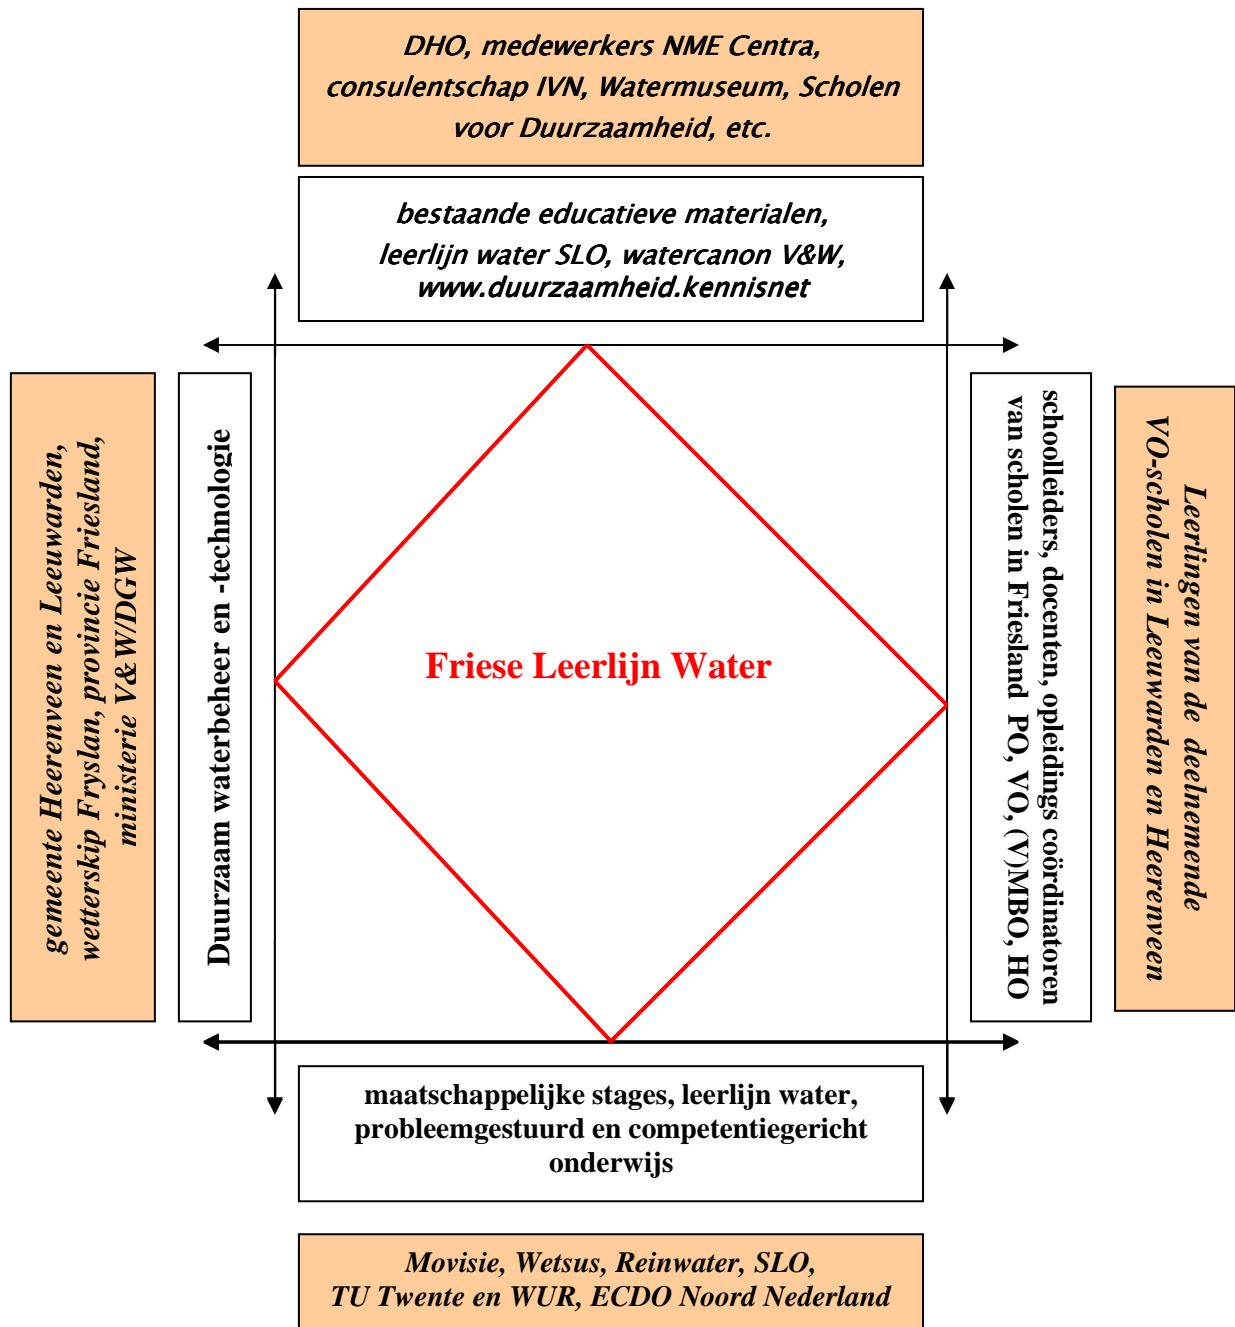 DHO, medewerkers NME Centra,
consulentschap IVN, Watermuseum, Scholen
voor Duurzaamheid, etc.
bestaande educatieve materialen,
leerlijn water SLO, watercanon V&W,
www.duurzaamheid.kennisnet
gemeente Heerenveen en Leeuwarden,
wetterskip Fryslan, provincie Friesland,
ministerie V&W/DGW
Duurzaam waterbeheer en -technologie
Friese Leerlijn Water
schoolleiders, docenten, opleidings coördinatoren
van scholen in Friesland PO, VO, (V)MBO, HO
Leerlingen van de deelnemende
VO-scholen in Leeuwarden en Heerenveen
maatschappelijke stages, leerlijn water,
probleemgestuurd en competentiegericht
onderwijs
Movisie, Wetsus, Reinwater, SLO,
TU Twente en WUR, ECDO Noord Nederland